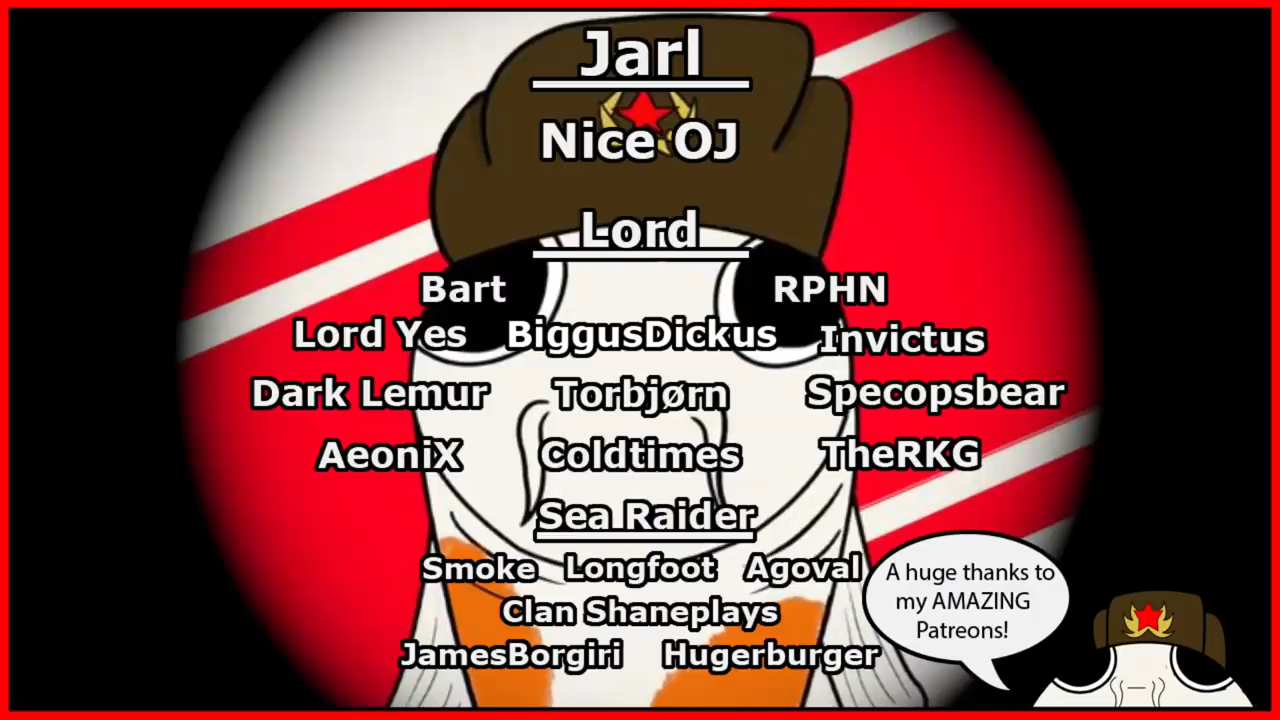 Jarl
Nice OJ
Lord
Bart RPHN
Lord Yes BiggusDickus Invictus
Dark Lemur Torbjørn Specopsbear
AeoniX Coldtimes TheRKG
Sea Raider
Smoke Longfoot Agoval
Clan Shaneplays
JamesBorgiri Hugerburger
A huge thanks to
my AMAZING
Patreons!